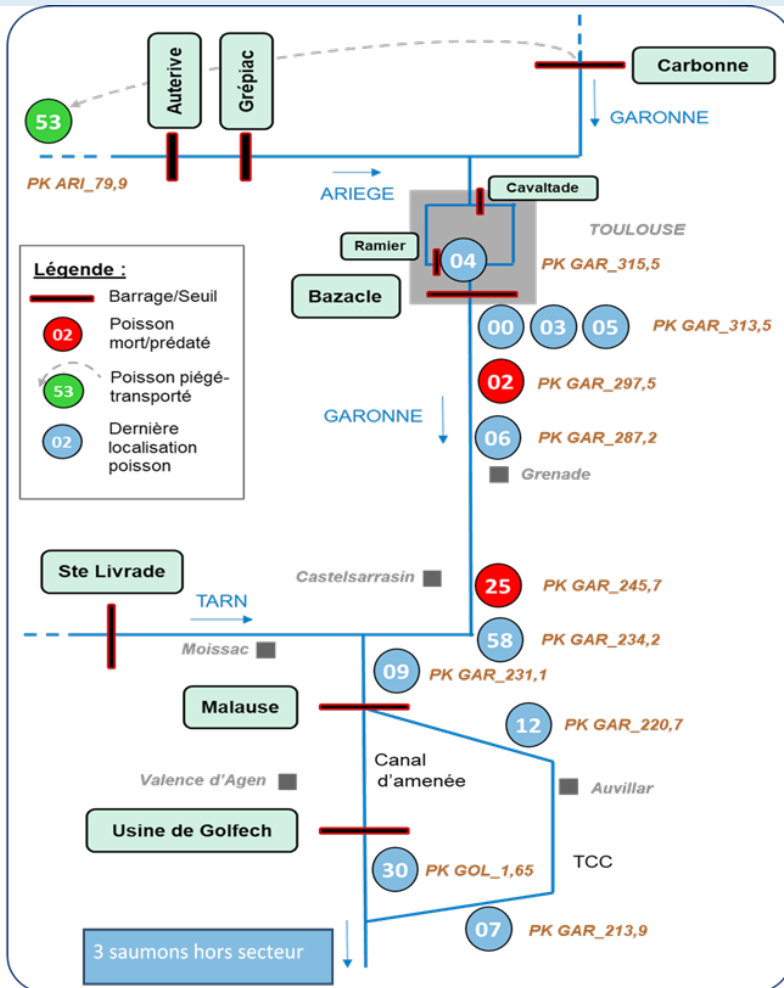 Auterive
Grépiac
Carbonne
53
GARONNE
PK ARI_79,9
ARIEGE
Cavaltade
TOULOUSE
Ramier
04
PK GAR_315,5
Bazacle
00 03 05 PK GAR_313,5
02 PK GAR_297,5
GARONNE
06 PK GAR_287,2
Grenade
Légende :
Barrage/Seuil
02
Poisson
mort/prédaté
53
Poisson piégé-
transporté
02
Dernière
localisation
poisson
Ste Livrade
Castelsarrasin
25 PK GAR_245,7
TARN
58 PK GAR_234,2
Moissac
09 PK GAR_231,1
Malause
12 PK GAR_220,7
Canal
d'amenée
Valence d'Agen
Auvillar
Usine de Golfech
TCC
30 PK GOL_1,65
07 PK GAR_213,9
3 saumons hors secteur